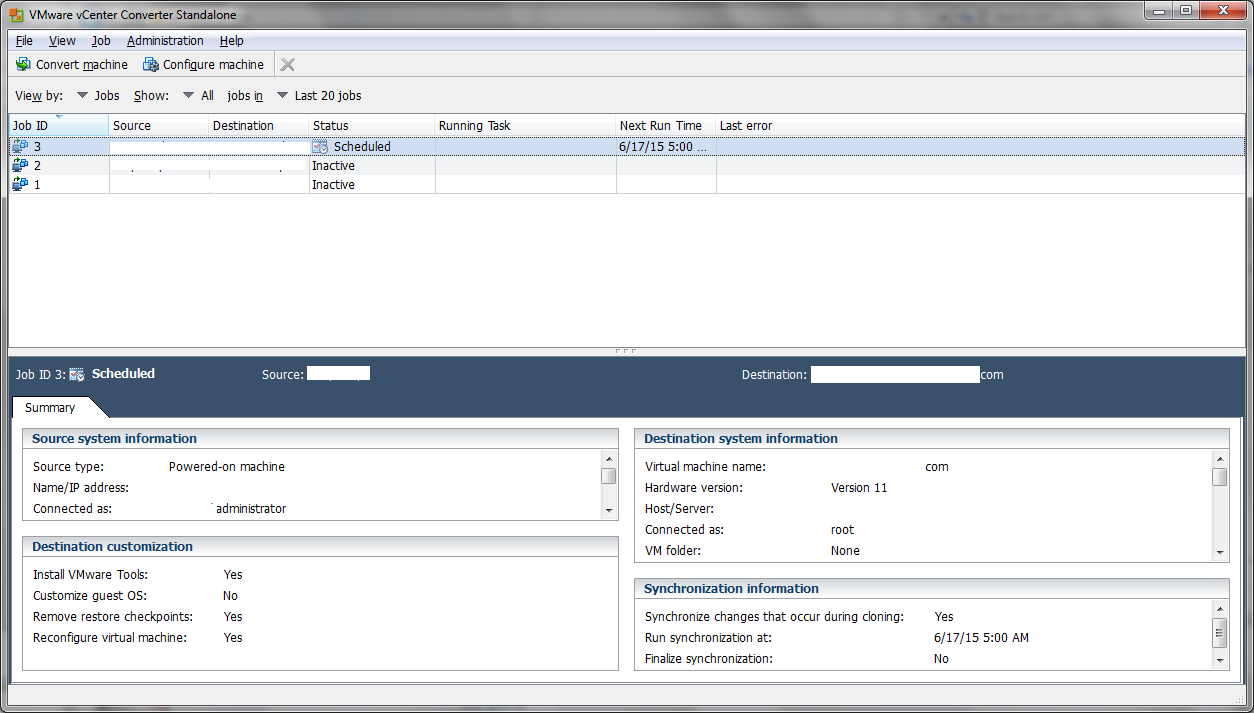 VMware vCenter Converter Standalone
File View Job Administration Help
Convert machine Configure machine
View by: Jobs Show: All jobs in Last 20 jobs
Job ID Source Destination Status Running Task Next Run Time Last error
3 Scheduled 6/17/15 5:00 ...
2 Inactive
1 Inactive
Job ID 3: Scheduled Source: Destination: com
Summary
Source system information
Source type: Powered-on machine
Name/IP address:
Connected as: administrator
Destination customization
Install VMware Tools: Yes
Customize guest OS: No
Remove restore checkpoints: Yes
Reconfigure virtual machine: Yes
Destination system information
Virtual machine name: com
Hardware version: Version 11
Host/Server:
Connected as: root
VM folder: None
Synchronization information
Synchronize changes that occur during cloning: Yes
Run synchronization at: 6/17/15 5:00 AM
Finalize synchronization: No